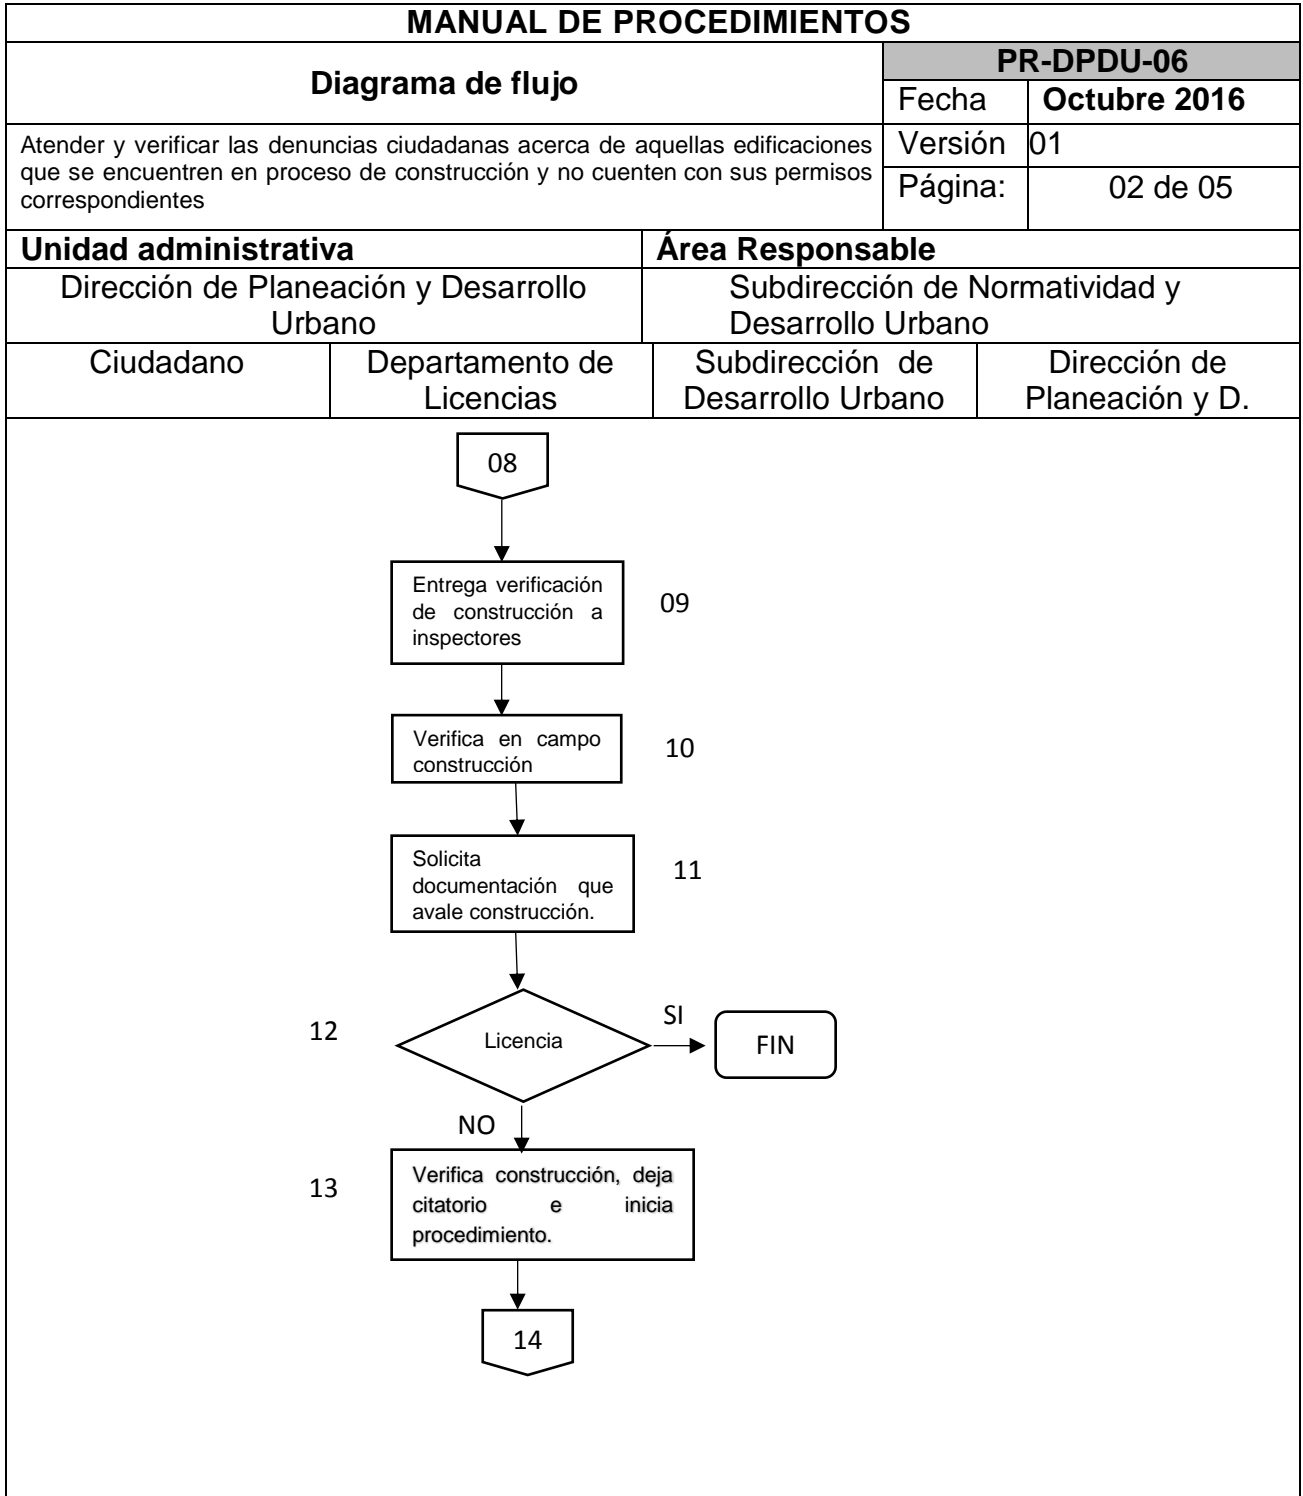 MANUAL DE PROCEDIMIENTOS
Diagrama de flujo
PR-DPDU-06
Fecha
Octubre 2016
Atender y verificar las denuncias ciudadanas acerca de aquellas edificaciones
que se encuentren en proceso de construcción y no cuenten con sus permisos
correspondientes
Versión
01
Página:
02 de 05
Unidad administrativa
Área Responsable
Dirección de Planeación y Desarrollo
Urbano
Subdirección de Normatividad y
Desarrollo Urbano
Ciudadano
Departamento de
Licencias
Subdirección de
Desarrollo Urbano
Dirección de
Planeación y D.
08
Entrega verificación
de construcción a
inspectores
09
Verifica en campo
construcción
10
Solicita
documentación que
avale construcción.
11
12
Licencia
SI
FIN
NO
13
Verifica construcción, deja
citatorio e inicia
procedimiento.
14